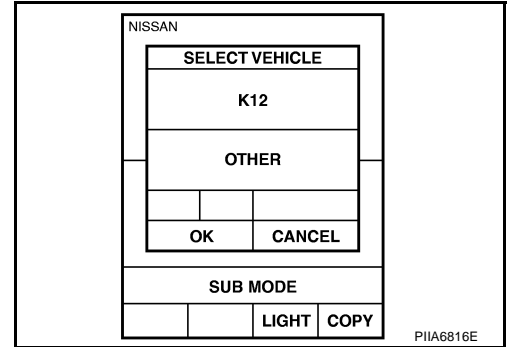 NISSAN
SELECT VEHICLE
K12
OTHER
OK CANCEL
SUB MODE
LIGHT COPY
PIIA6816E